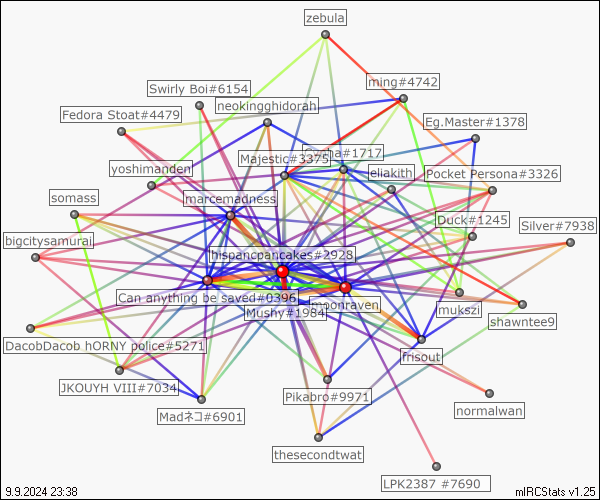 zebula
ming#4742
Swirly Boi#6154
neokingghidorah
Fedora Stoat#4479
Eg.Master#1378
#1717
Majestic#3375
yoshimanden
eliakith
Pocket Persona#3326
somass
marcemadness
Duck#1245
Silver#7938
bigcitysamurai
hispancpancakes#2928
Can anything be saved#0396
moonraven
mukszi
Mushy#1984
shawntee9
DacobDacob hORNY police#5271
frisout
JKOUYH VIII#7034
Pikabro#9971
normalwan
Madネコ#6901
thesecondtwat
LPK2387 #7690
9.9.2024 23:38
mIRCStats v1.25